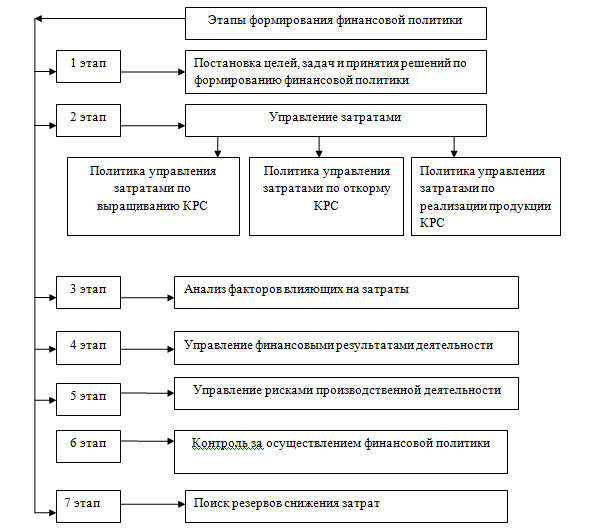 Этапы формирования финансовой политики
1 этап
Постановка целей, задач и принятия решений по
формированию финансовой политики
2 этап
Управление затратами
Политика управления
затратами по
выращиванию КРС
Политика управления
затратами по откорму
КРС
Политика управления
затратами по
реализации продукции
КРС
3 этап
Анализ факторов влияющих на затраты
4 этап
Управление финансовыми результатами деятельности
5 этап
Управление рисками производственной деятельности
6 этап
Контроль за осуществлением финансовой политики
7 этап
Поиск резервов снижения затрат